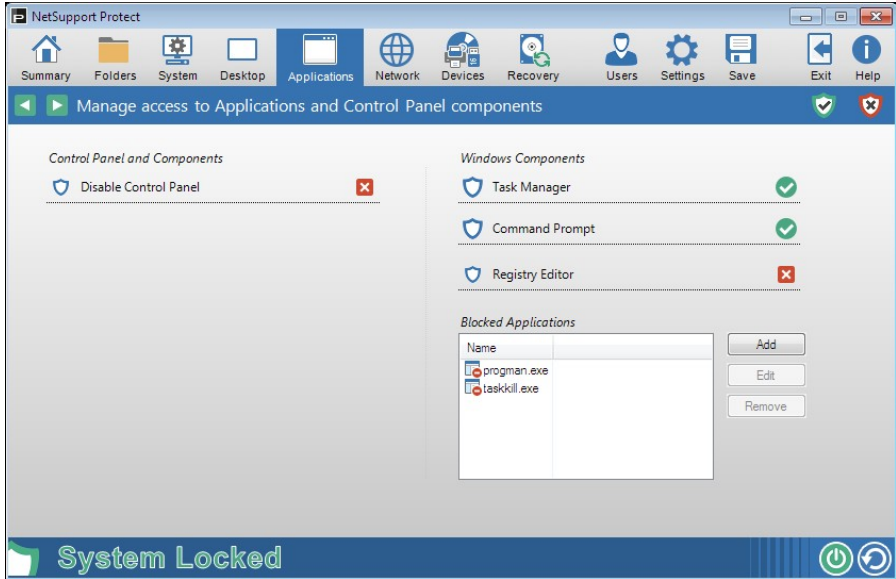 NetSupport Protect
Summary Folders System Desktop Applications Network Devices Recovery Users Settings Save Exit Help
Manage access to Applications and Control Panel components
Control Panel and Components
Disable Control Panel
Windows Components
Task Manager
Command Prompt
Registry Editor
Blocked Applications
Name
progman.exe
taskkill.exe
Add
Edit
Remove
System Locked